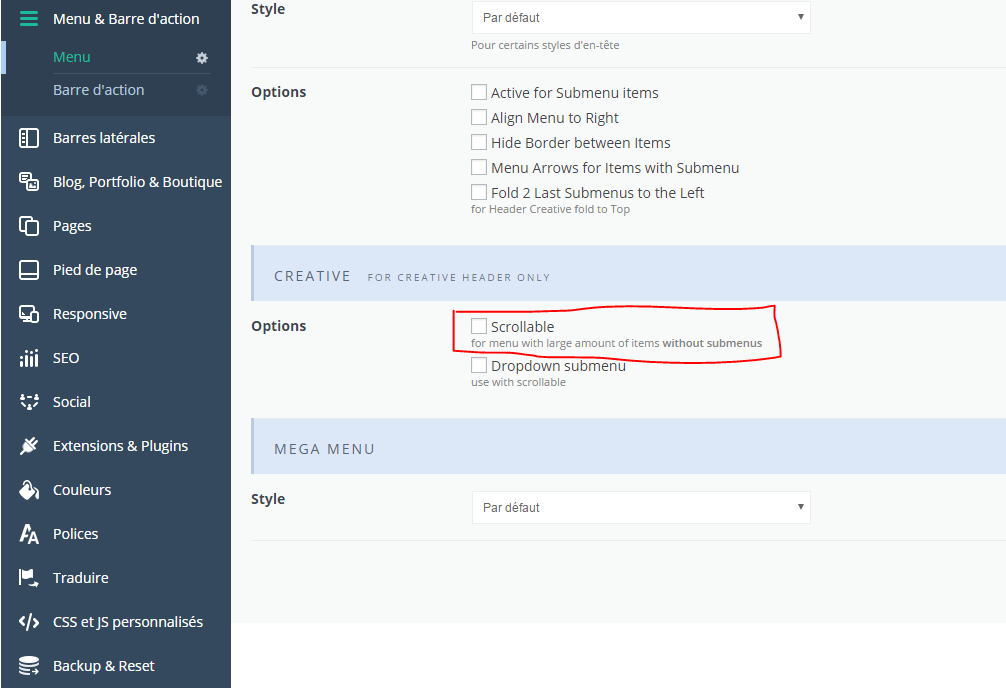 Menu & Barre d'action
Menu
Barre d'action
Barres latérales
Blog, Portfolio & Boutique
Pages
Pied de page
Responsive
SEO
Social
Extensions & Plugins
Couleurs
Polices
Traduire
CSS et JS personnalisés
Backup & Reset
Style
Par défaut
Pour certains styles d'en-tête
Options
Active for Submenu items
Align Menu to Right
Hide Border between Items
Menu Arrows for Items with Submenu
Fold 2 Last Submenus to the Left
for Header Creative fold to Top
CREATIVE FOR CREATIVE HEADER ONLY
Options
Scrollable
for menu with large amount of items without submenus
Dropdown submenu
use with scrollable
MEGA MENU
Style
Par défaut